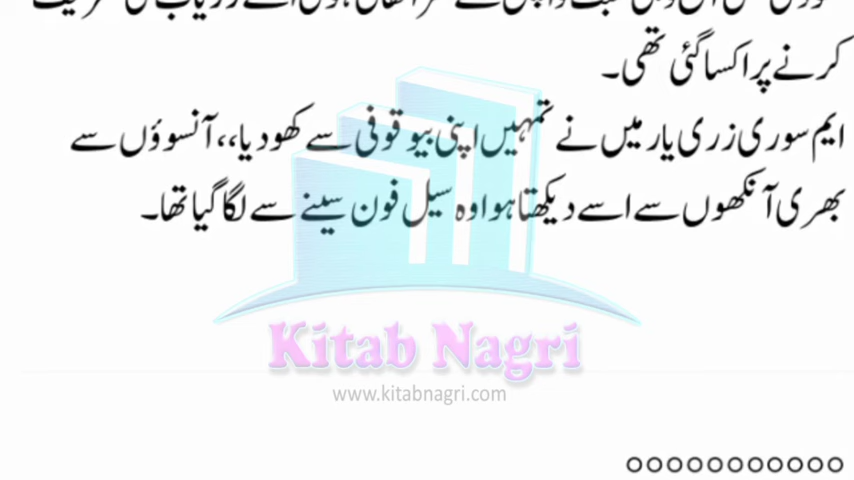 کرنے پر اکسا گئی تھی۔
ایم سوری زری یار میں نے تمہیں اپنی بیوقوفی سے کھو دیا،، آنسوؤں سے
بھری آنکھوں سے اسے دیکھتا ہوا وہ سیل فون سینے سے لگا گیا تھا۔
Kitab Nagri
www.kitabnagri.com
○○○○○○○○○○○